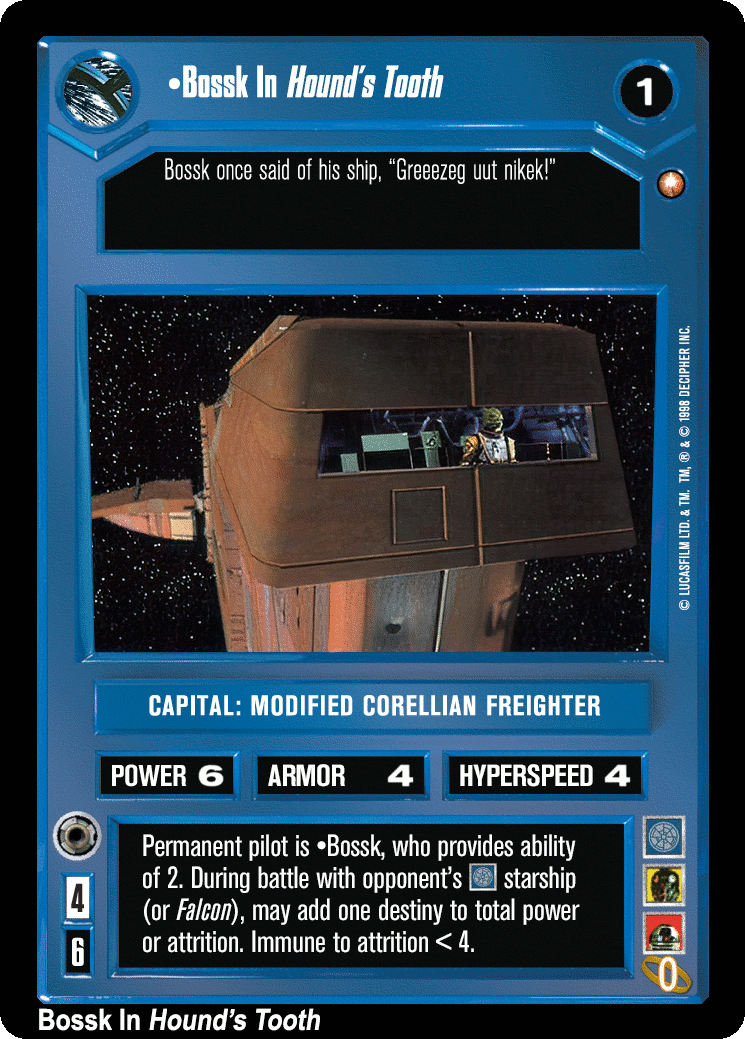 •Bossk In Hound's Tooth
1
Bossk once said of his ship, “Greeezeg uut nikek!”
© LUCASFILM LTD. & TM. TM, ® & © 1998 DECIPHER INC.
CAPITAL: MODIFIED CORELLIAN FREIGHTER
POWER 6 ARMOR 4 HYPERSPEED 4
Permanent pilot is •Bossk, who provides ability
of 2. During battle with opponent's starship
(or Falcon), may add one destiny to total power
or attrition. Immune to attrition < 4.
4
6
0
Bossk In Hound's Tooth